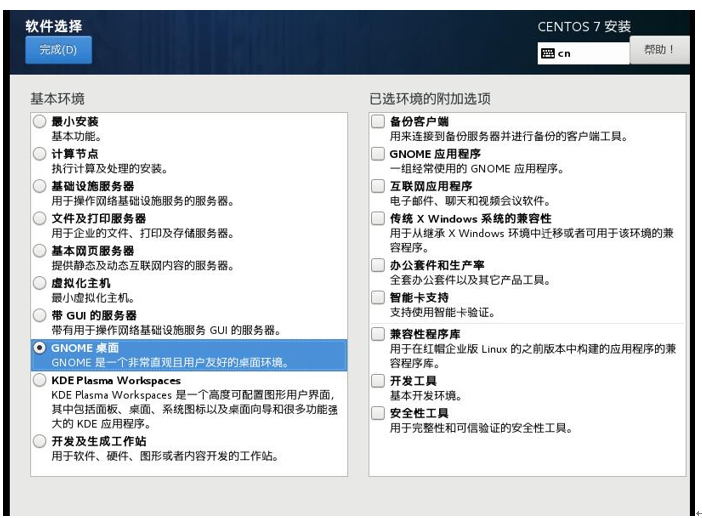 软件选择
CENTOS 7 安装
完成(D)
cn
帮助！
基本环境
最小安装
基本功能。
计算节点
执行计算及处理的安装。
基础设施服务器
用于操作网络基础设施服务的服务器。
文件及打印服务器
用于企业的文件、打印及存储服务器。
基本网页服务器
提供静态及动态互联网内容的服务器。
虚拟化主机
最小虚拟化主机。
带 GUI 的服务器
带有用于操作网络基础设施服务 GUI 的服务器。
GNOME 桌面
GNOME 是一个非常直观且用户友好的桌面环境。
KDE Plasma Workspaces
KDE Plasma Workspaces 是一个高度可配置图形用户界面，
其中包括面板、桌面、系统图标以及桌面向导和很多功能强
大的 KDE 应用程序。
开发及生成工作站
用于软件、硬件、图形或者内容开发的工作站。
已选环境的附加选项
备份客户端
用来连接到备份服务器并进行备份的客户端工具。
GNOME 应用程序
一组经常使用的 GNOME 应用程序。
互联网应用程序
电子邮件、聊天和视频会议软件。
传统 X Windows 系统的兼容性
用于从继承 X Windows 环境中迁移或者可用于该环境的兼
容程序。
办公套件和生产率
全套办公套件以及其它产品工具。
智能卡支持
支持使用智能卡验证。
兼容性程序库
用于在红帽企业版 Linux 的之前版本中构建的应用程序的兼
容程序库。
开发工具
基本开发环境。
安全性工具
用于完整性和可信验证的安全性工具。